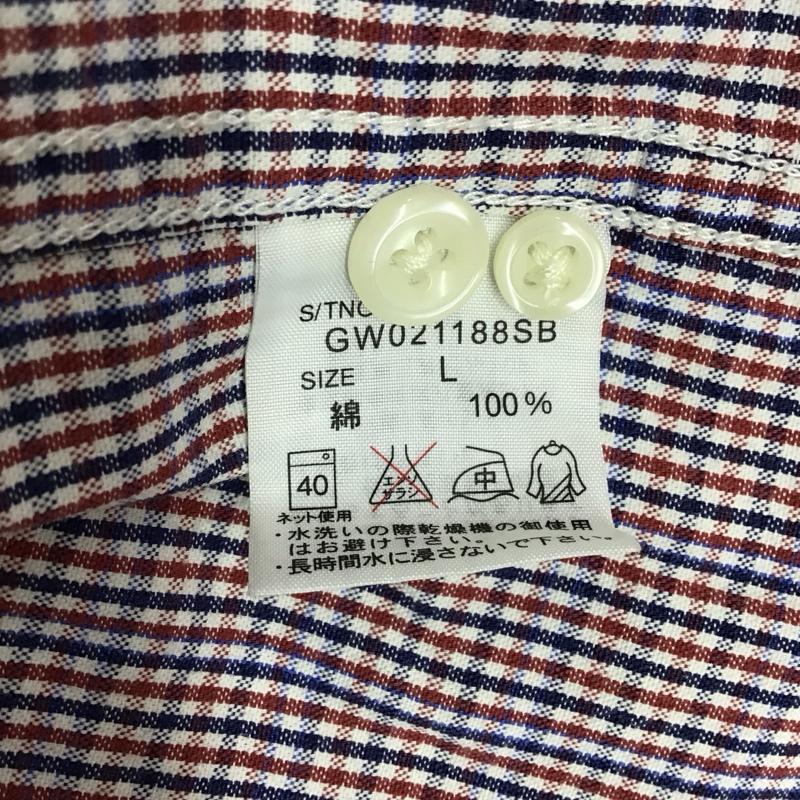 S/TNO
GW021188SB
SIZE L
綿 100%
40 エンソ サラシ 中
ネット使用
・水洗いの際乾燥機の御使用
はお避け下さい。
・長時間水に浸さないで下さい。